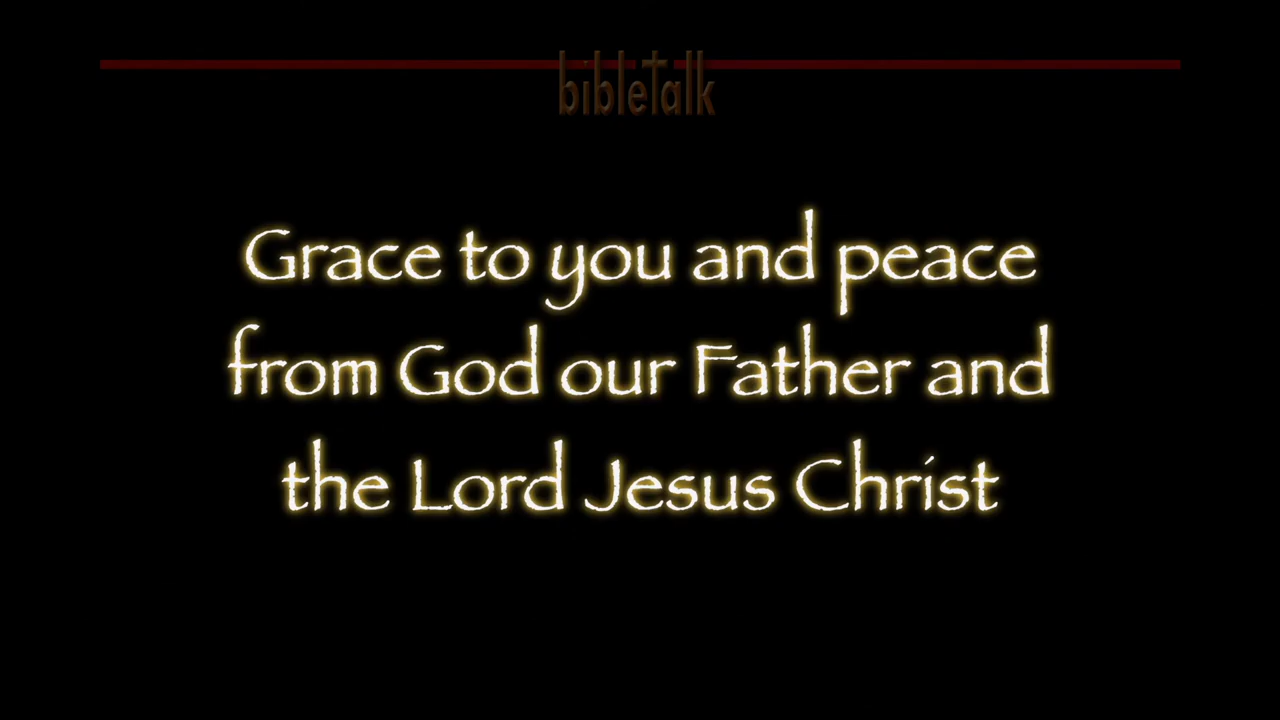 bibleTalk
Grace to you and peace
from God our Father and
the Lord Jesus Christ